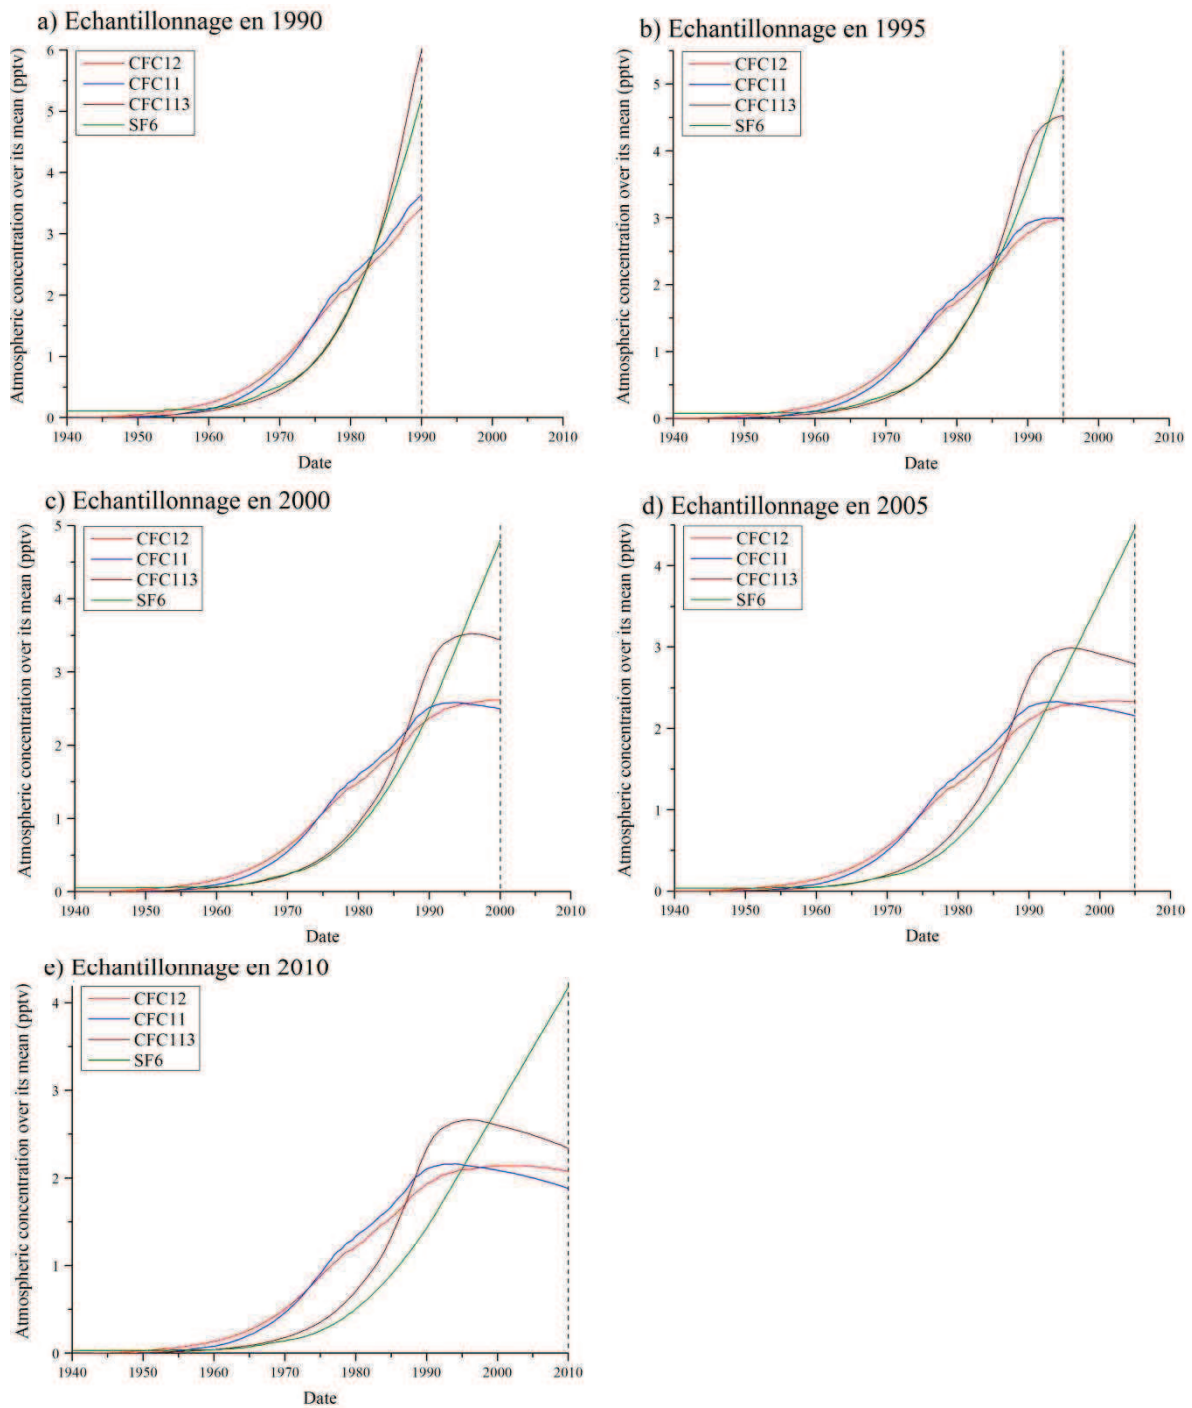 a) Echantillonnage en 1990
Atmospheric concentration over its mean (pptv)
CFC12
CFC11
CFC113
SF6
6
5
4
3
2
1
0
1940 1950 1960 1970 1980 1990 2000 2010
Date
b) Echantillonnage en 1995
Atmospheric concentration over its mean (pptv)
CFC12
CFC11
CFC113
SF6
5
4
3
2
1
0
1940 1950 1960 1970 1980 1990 2000 2010
Date
c) Echantillonnage en 2000
Atmospheric concentration over its mean (pptv)
CFC12
CFC11
CFC113
SF6
5
4
3
2
1
0
1940 1950 1960 1970 1980 1990 2000 2010
Date
d) Echantillonnage en 2005
Atmospheric concentration over its mean (pptv)
CFC12
CFC11
CFC113
SF6
4
3
2
1
0
1940 1950 1960 1970 1980 1990 2000 2010
Date
e) Echantillonnage en 2010
Atmospheric concentration over its mean (pptv)
CFC12
CFC11
CFC113
SF6
4
3
2
1
0
1940 1950 1960 1970 1980 1990 2000 2010
Date